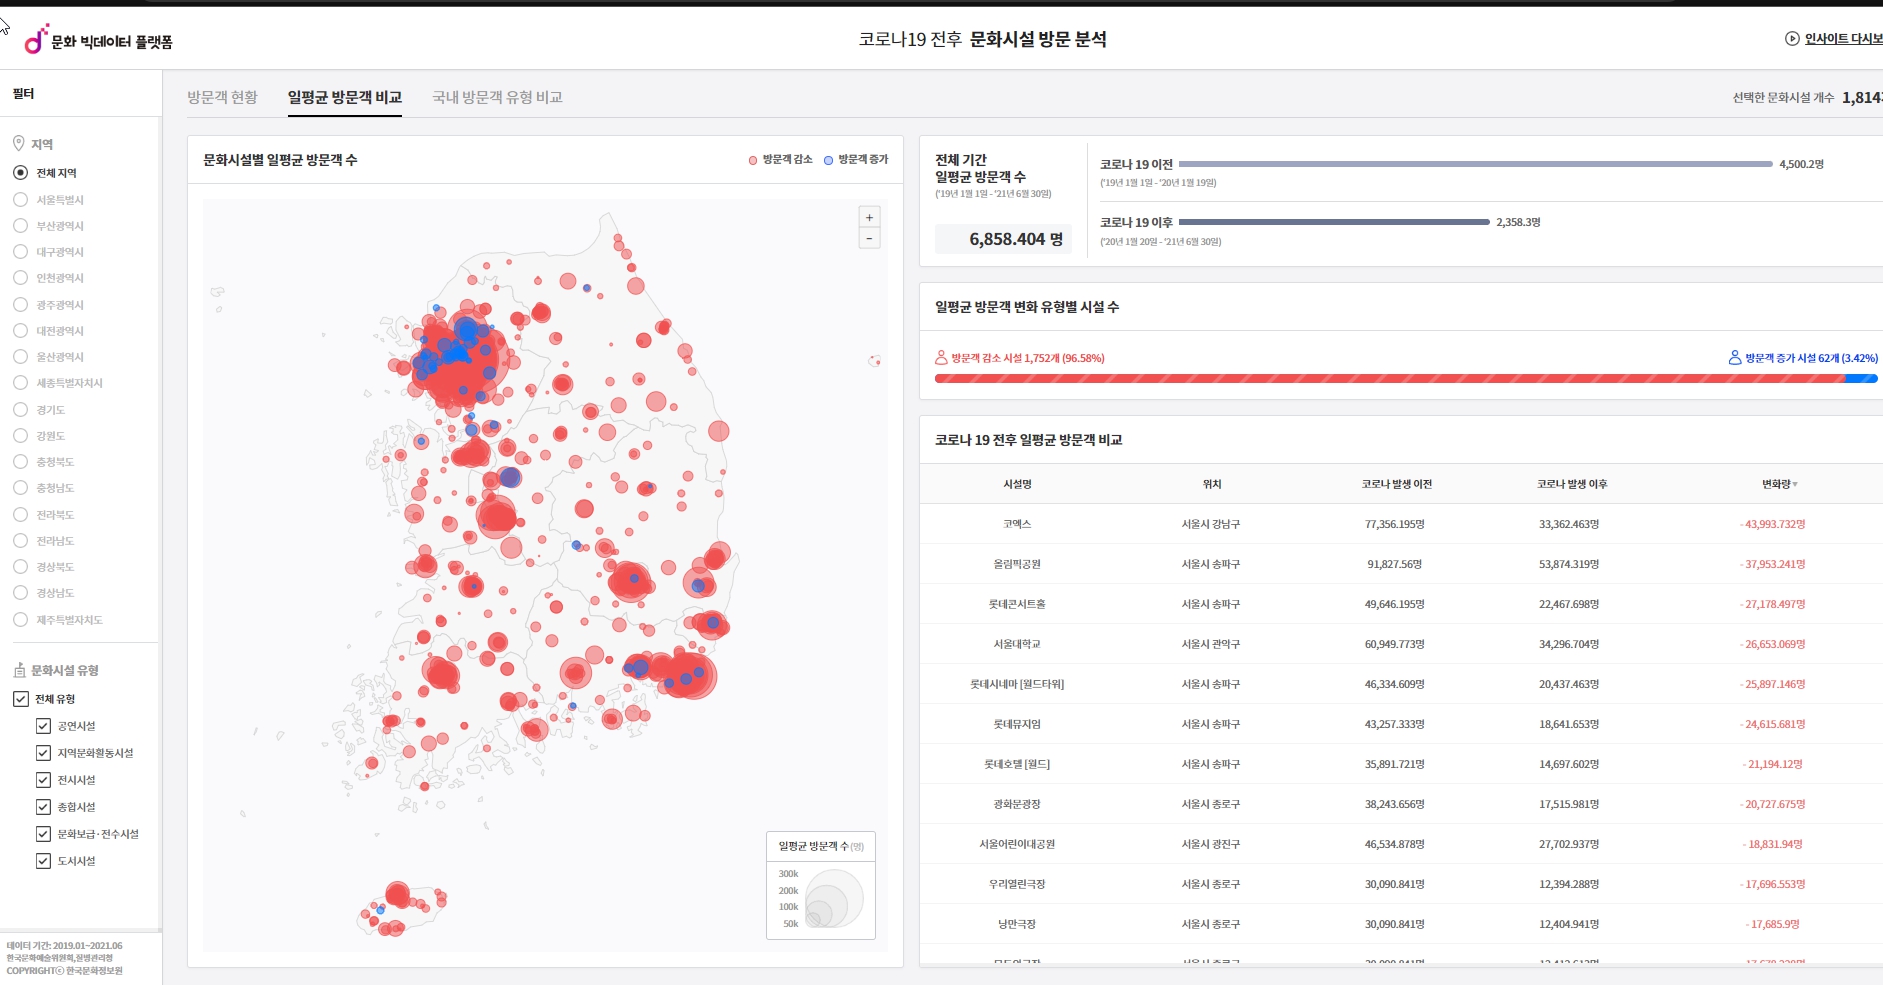 문화 빅데이터 플랫폼
코로나19 전후 문화시설 방문 분석
인사이트 다시보
필터
지역
전체 지역
서울특별시
부산광역시
대구광역시
인천광역시
광주광역시
대전광역시
울산광역시
세종특별자치시
경기도
강원도
충청북도
충청남도
전라북도
전라남도
경상북도
경상남도
제주특별자치도
문화시설 유형
전체 유형
공연시설
지역문화활동시설
전시시설
종합시설
문화보급·전수시설
도서시설
데이터 기간: 2019.01~2021.06
한국문화예술위원회,질병관리청
COPYRIGHTⓒ 한국문화정보원
방문객 현황 일평균 방문객 비교 국내 방문객 유형 비교
선택한 문화시설 개수 1,814
문화시설별 일평균 방문객 수
방문객 감소 방문객 증가
+
-
일평균 방문객 수(명)
300k
200k
100k
50k
전체 기간
일평균 방문객 수
('19년 1월 1일 - '21년 6월 30일)
6,858.404 명
코로나 19 이전 4,500.2명
('19년 1월 1일 - '20년 1월 19일)
코로나 19 이후 2,358.3명
('20년 1월 20일 - '21년 6월 30일)
일평균 방문객 변화 유형별 시설 수
방문객 감소 시설 1,752개 (96.58%) 방문객 증가 시설 62개 (3.42%)
코로나 19 전후 일평균 방문객 비교
시설명 위치 코로나 발생 이전 코로나 발생 이후 변화량▼
코엑스 서울시 강남구 77,356.195명 33,362.463명 - 43,993.732명
올림픽공원 서울시 송파구 91,827.56명 53,874.319명 - 37,953.241명
롯데콘서트홀 서울시 송파구 49,646.195명 22,467.698명 - 27,178.497명
서울대학교 서울시 관악구 60,949.773명 34,296.704명 - 26,653.069명
롯데시네마 [월드타워] 서울시 송파구 46,334.609명 20,437.463명 - 25,897.146명
롯데뮤지엄 서울시 송파구 43,257.333명 18,641.653명 - 24,615.681명
롯데호텔 [월드] 서울시 송파구 35,891.721명 14,697.602명 - 21,194.12명
광화문광장 서울시 종로구 38,243.656명 17,515.981명 - 20,727.675명
서울어린이대공원 서울시 광진구 46,534.878명 27,702.937명 - 18,831.94명
우리열린극장 서울시 종로구 30,090.841명 12,394.288명 - 17,696.553명
낭만극장 서울시 종로구 30,090.841명 12,404.941명 - 17,685.9명